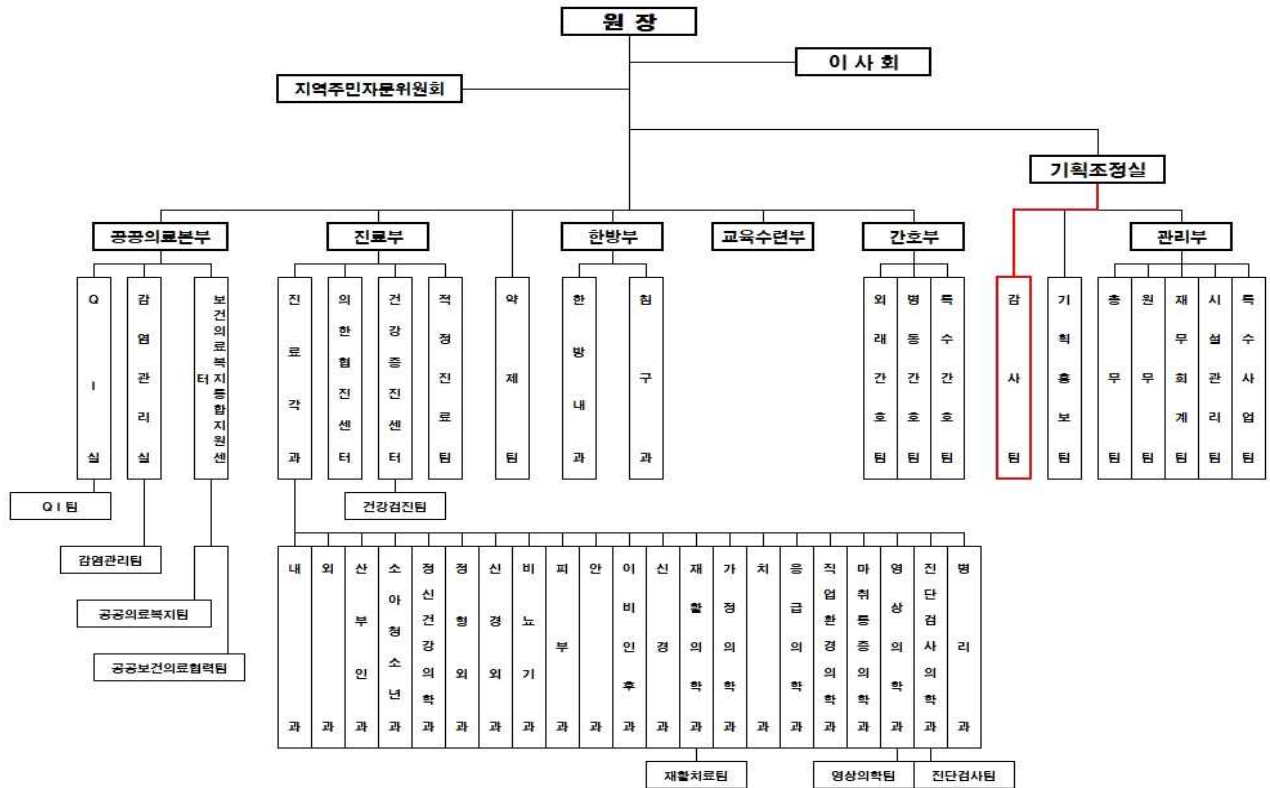 원 장
이 사 회
지역주민자문위원회
기획조정실
공공의료본부
진료부
한방부
교육수련부
간호부
관리부
QI실
감염관리실
보건의료복지통합지원센터
진료각과
의한협진센터
건강증진센터
적정진료팀
약제팀
한방내과
침구과
외래간호팀
병동간호팀
특수간호팀
감사팀
기획홍보팀
총무팀
원무팀
재무회계팀
시설관리팀
특수사업팀
QI팀
건강검진팀
감염관리팀
공공의료복지팀
공공보건의료협력팀
내과
외과
산부인과
소아청소년과
정신건강의학과
정형외과
신경외과
비뇨기과
피부과
안과
이비인후과
신경과
재활의학과
가정의학과
치과
응급의학과
직업환경의학과
마취통증의학과
영상의학과
진단검사의학과
병리과
재활치료팀
영상의학팀
진단검사팀